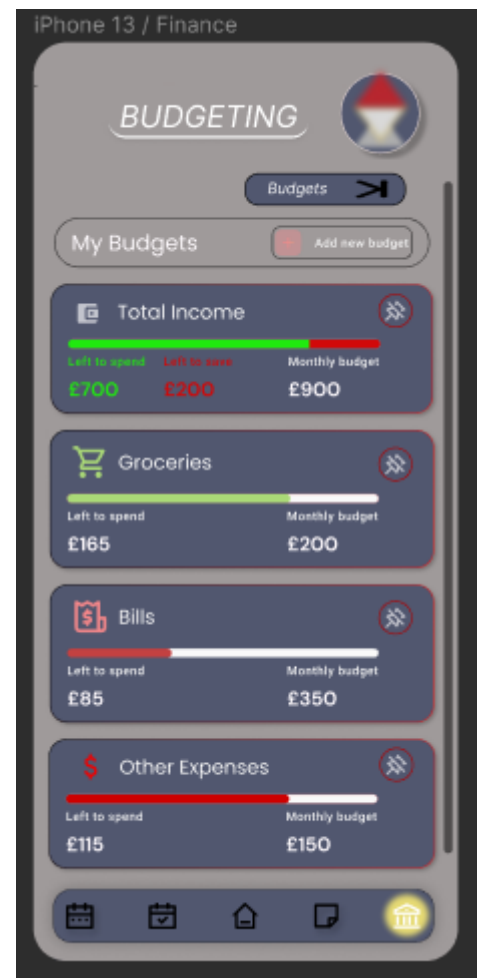 iPhone 13 / Finance
BUDGETING
Budgets
My Budgets
Add new budget
Total Income
Left to spend Left to save Monthly budget
£700 £200 £900
Groceries
Left to spend Monthly budget
£165 £200
Bills
Left to spend Monthly budget
£85 £350
$ Other Expenses
Left to spend Monthly budget
£115 £150